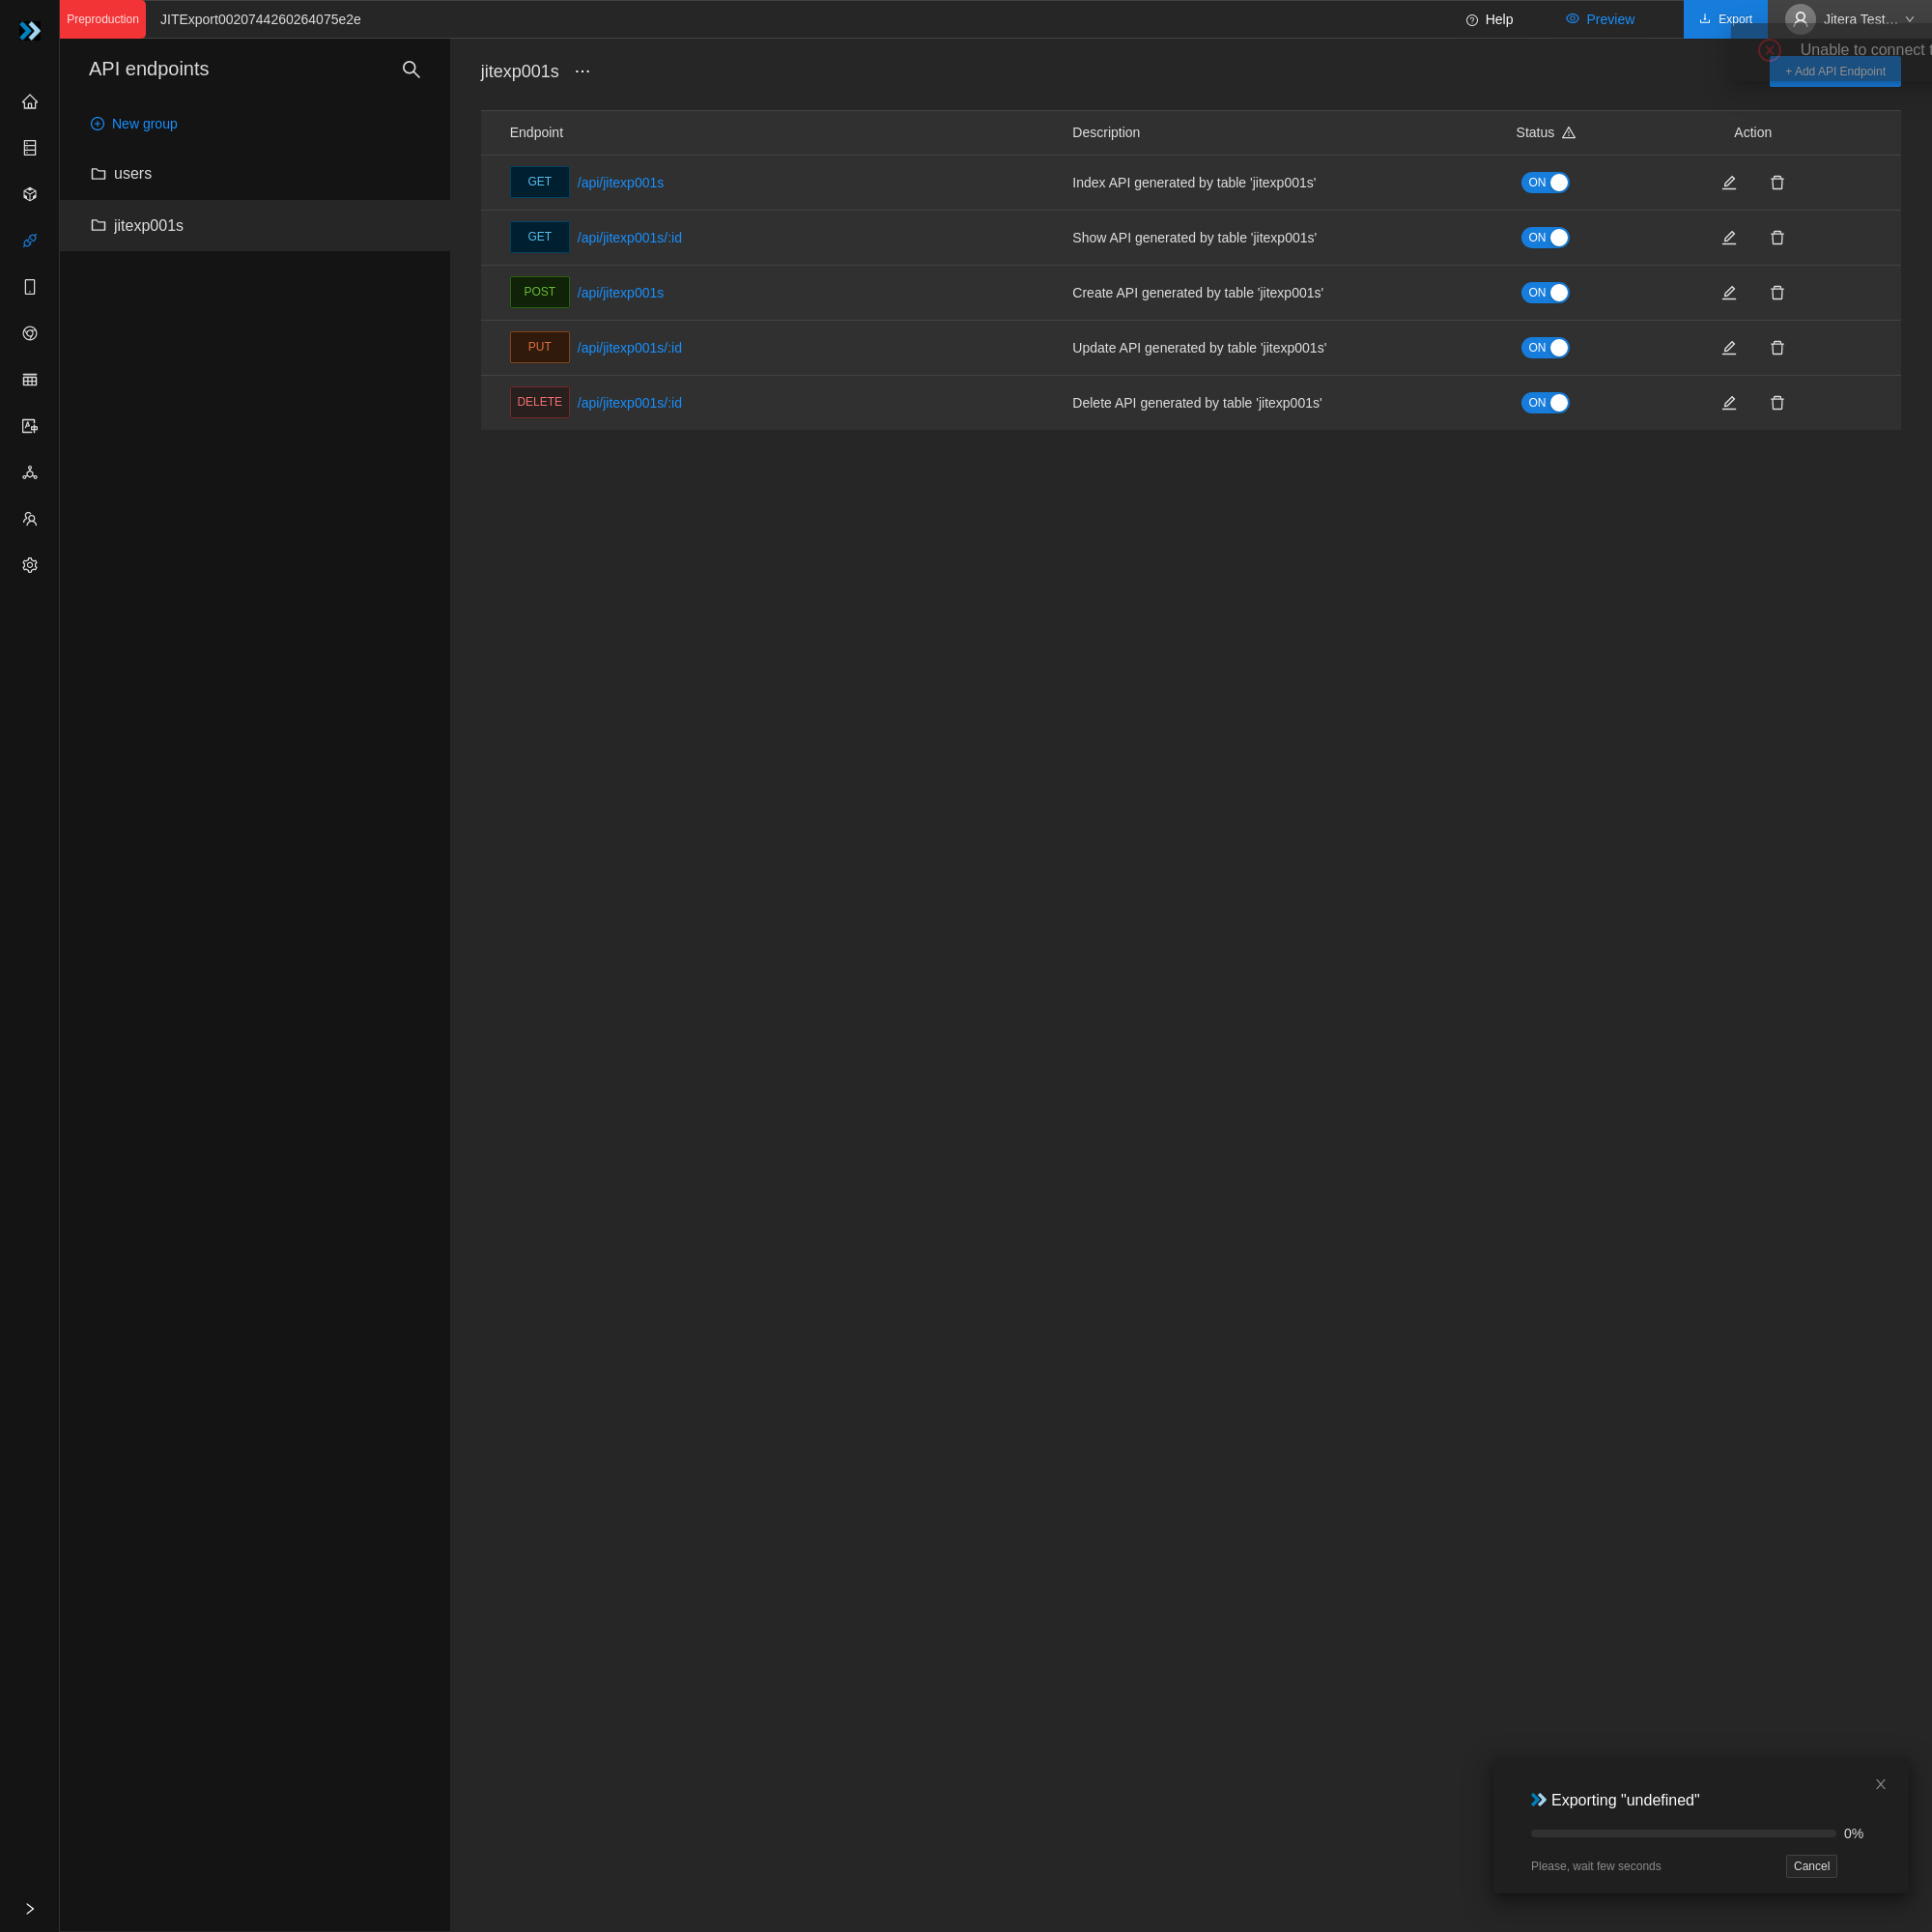 Preproduction JITExport0020744260264075e2e Help Preview Export Jitera Test...
Unable to connect
API endpoints
jitexp001s ...
+ Add API Endpoint
New group
users
jitexp001s
Endpoint Description Status Action
GET /api/jitexp001s Index API generated by table 'jitexp001s' ON
GET /api/jitexp001s/:id Show API generated by table 'jitexp001s' ON
POST /api/jitexp001s Create API generated by table 'jitexp001s' ON
PUT /api/jitexp001s/:id Update API generated by table 'jitexp001s' ON
DELETE /api/jitexp001s/:id Delete API generated by table 'jitexp001s' ON
Exporting "undefined"
0%
Please, wait few seconds Cancel